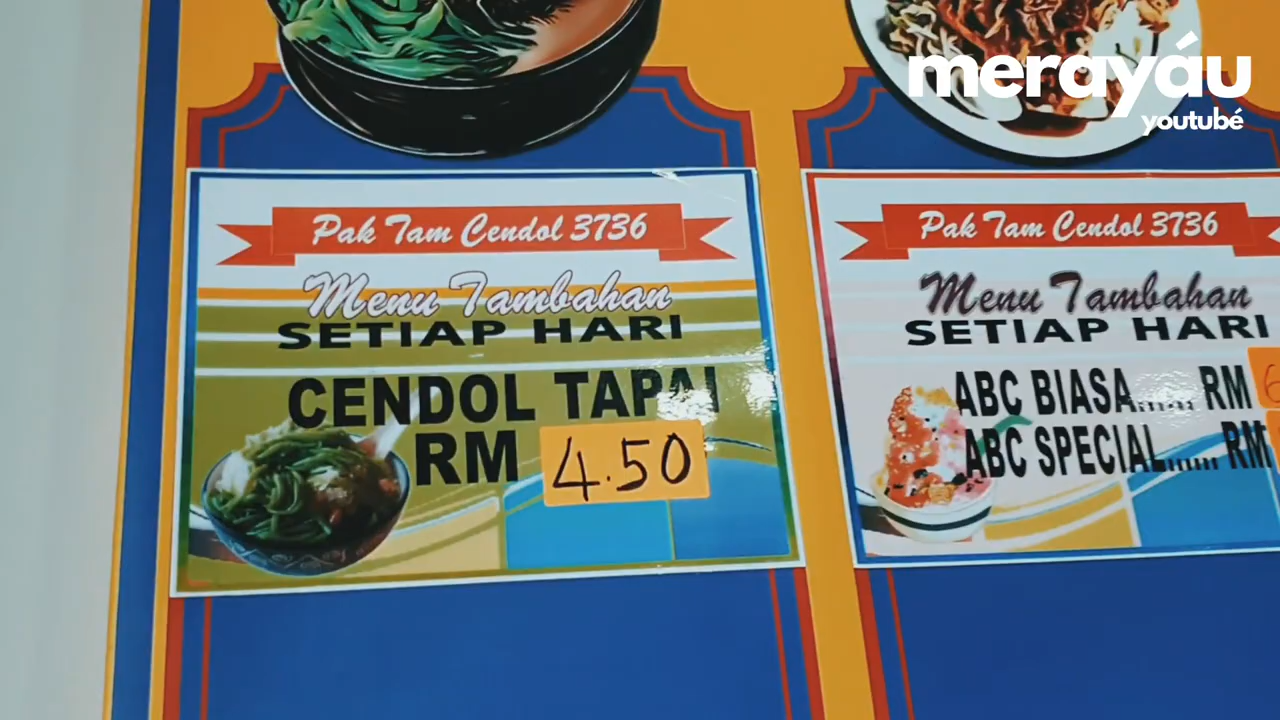 merayáu
youtubé
Pak Tam Cendol 3736
Menu Tambahan
SETIAP HARI
CENDOL TAPAI
RM 4.50
Pak Tam Cendol 3736
Menu Tambahan
SETIAP HARI
ABC BIASA...... RM
ABC SPECIAL...... RM